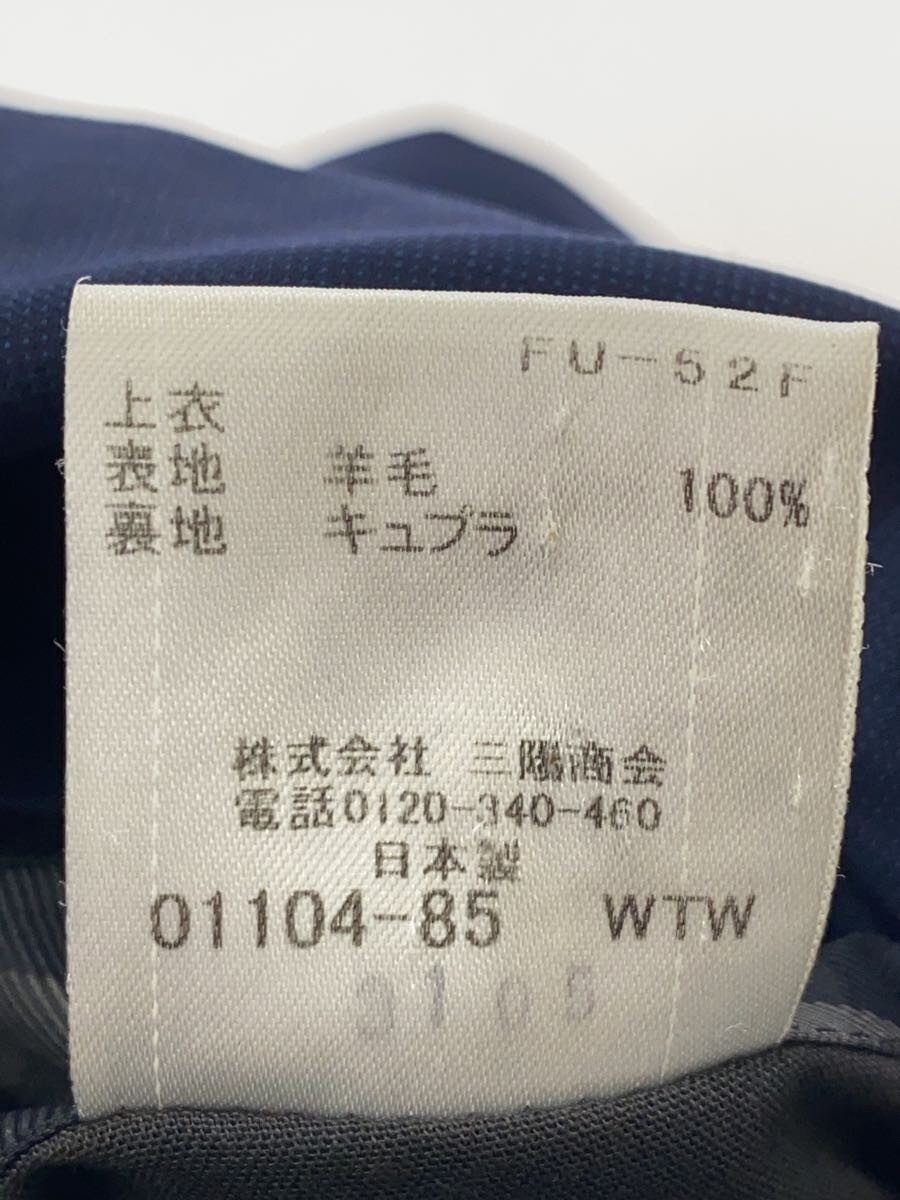 FU-52F
上衣
表地 羊毛 100%
裏地 キュプラ
株式会社 三陽商会
電話0120-340-460
日本製
01104-85 WTW
3105